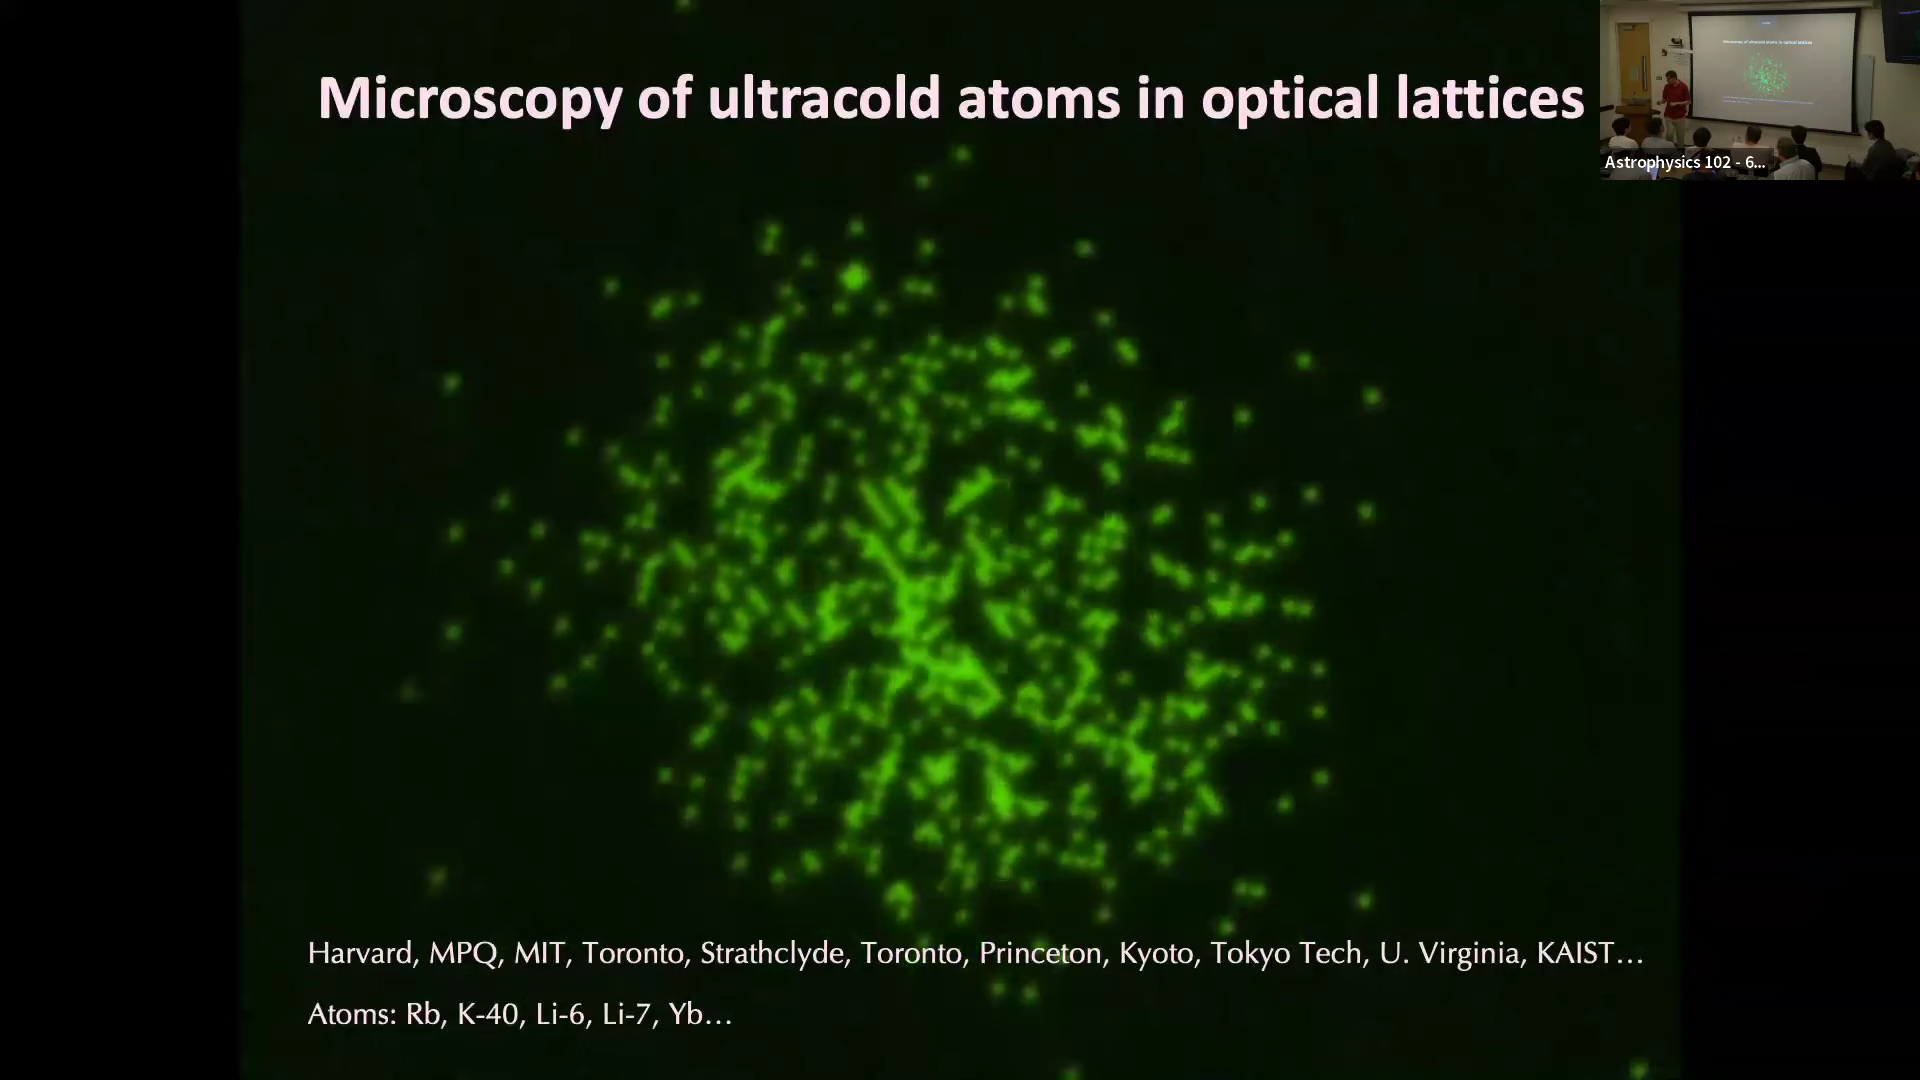 Microscopy of ultracold atoms in optical lattices
Astrophysics 102 - 6...
Harvard, MPQ, MIT, Toronto, Strathclyde, Toronto, Princeton, Kyoto, Tokyo Tech, U. Virginia, KAIST...
Atoms: Rb, K-40, Li-6, Li-7, Yb...